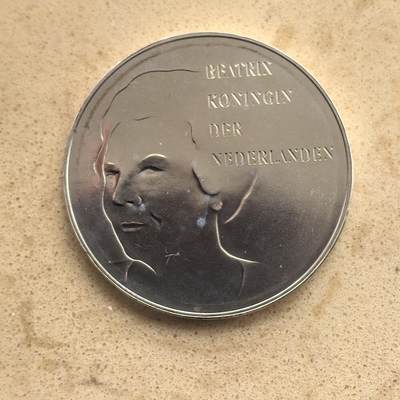 BEATRIX
KONINGIN
DER
NEDERLANDEN